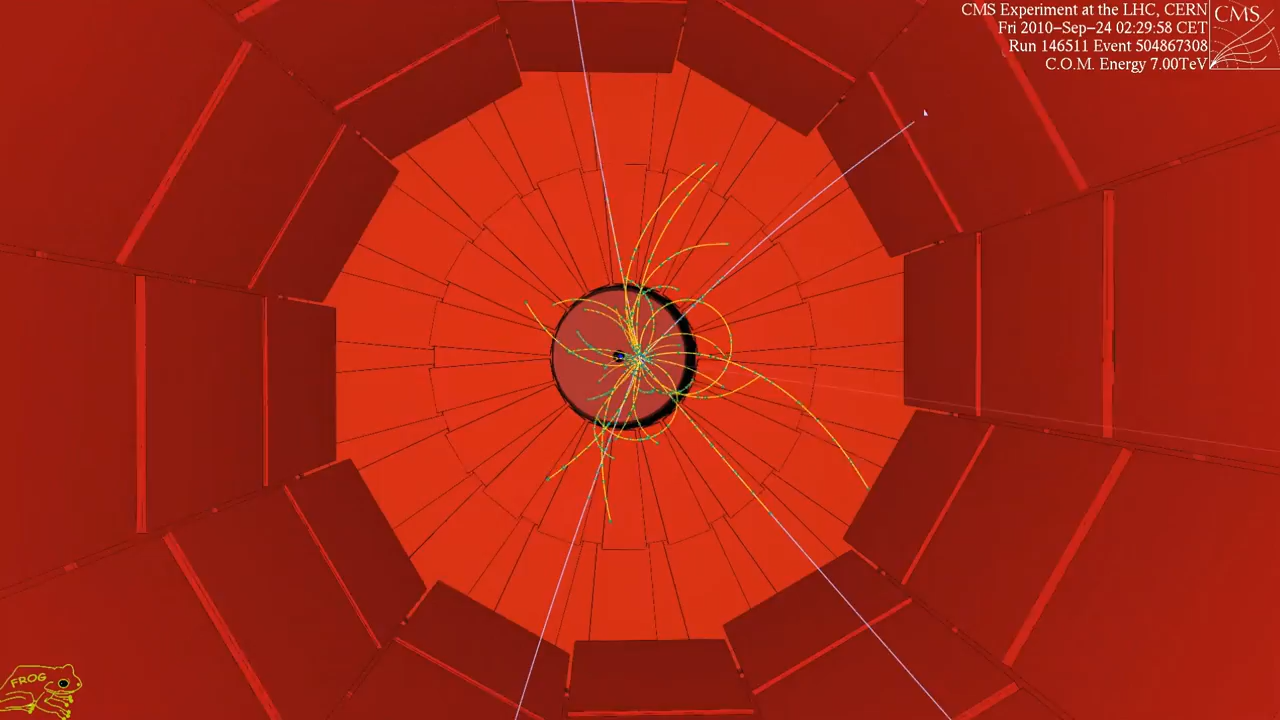 CMS Experiment at the LHC, CERN
Fri 2010−Sep−24 02:29:58 CET
Run 146511 Event 504867308
C.O.M. Energy 7.00TeV
CMS
FROG